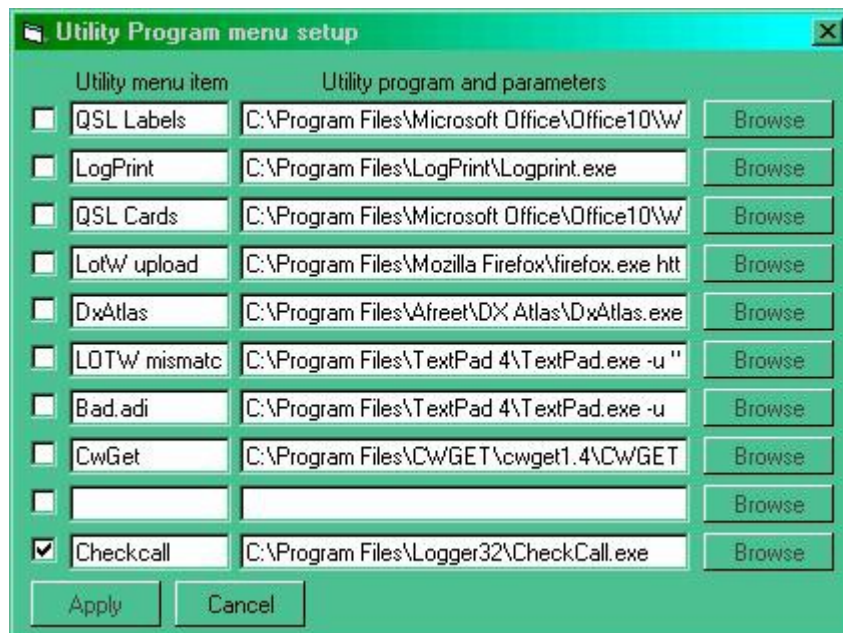 Utility Program menu setup
Utility menu item Utility program and parameters
QSL Labels C:\Program Files\Microsoft Office\Office10\W Browse
LogPrint C:\Program Files\LogPrint\Logprint.exe Browse
QSL Cards C:\Program Files\Microsoft Office\Office10\W Browse
LotW upload C:\Program Files\Mozilla Firefox\firefox.exe htt Browse
DxAtlas C:\Program Files\Afreet\DX Atlas\DxAtlas.exe Browse
LOTW mismatc C:\Program Files\TextPad 4\TextPad.exe -u " Browse
Bad.adi C:\Program Files\TextPad 4\TextPad.exe -u Browse
CwGet C:\Program Files\CWGET\cwget1.4\CWGET Browse
Browse
Checkcall C:\Program Files\Logger32\CheckCall.exe Browse
Apply Cancel